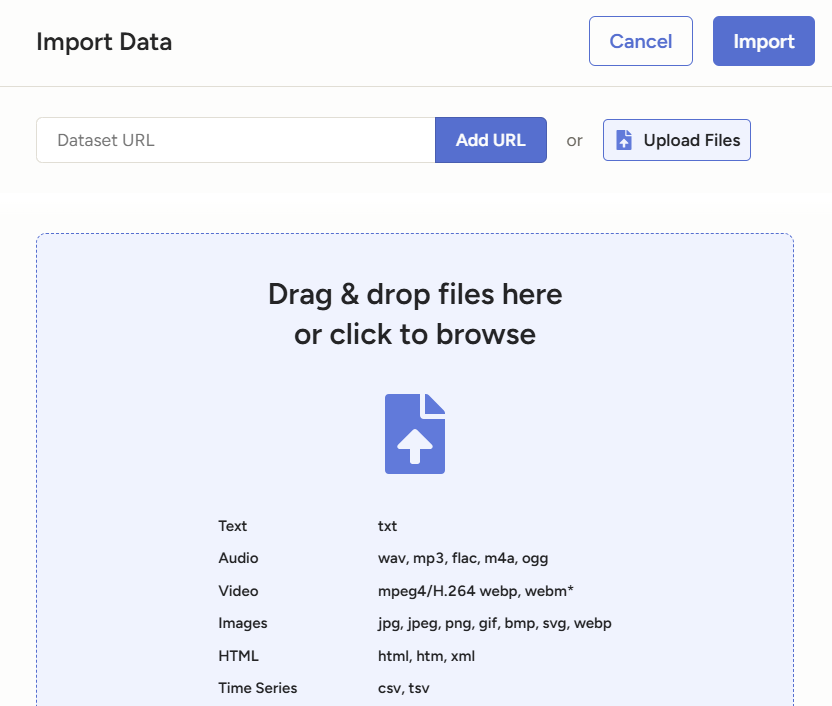 Import Data
Cancel
Import
Dataset URL
Add URL
or
Upload Files
Drag & drop files here
or click to browse
Text txt
Audio wav, mp3, flac, m4a, ogg
Video mpeg4/H.264 webp, webm*
Images jpg, jpeg, png, gif, bmp, svg, webp
HTML html, htm, xml
Time Series csv, tsv